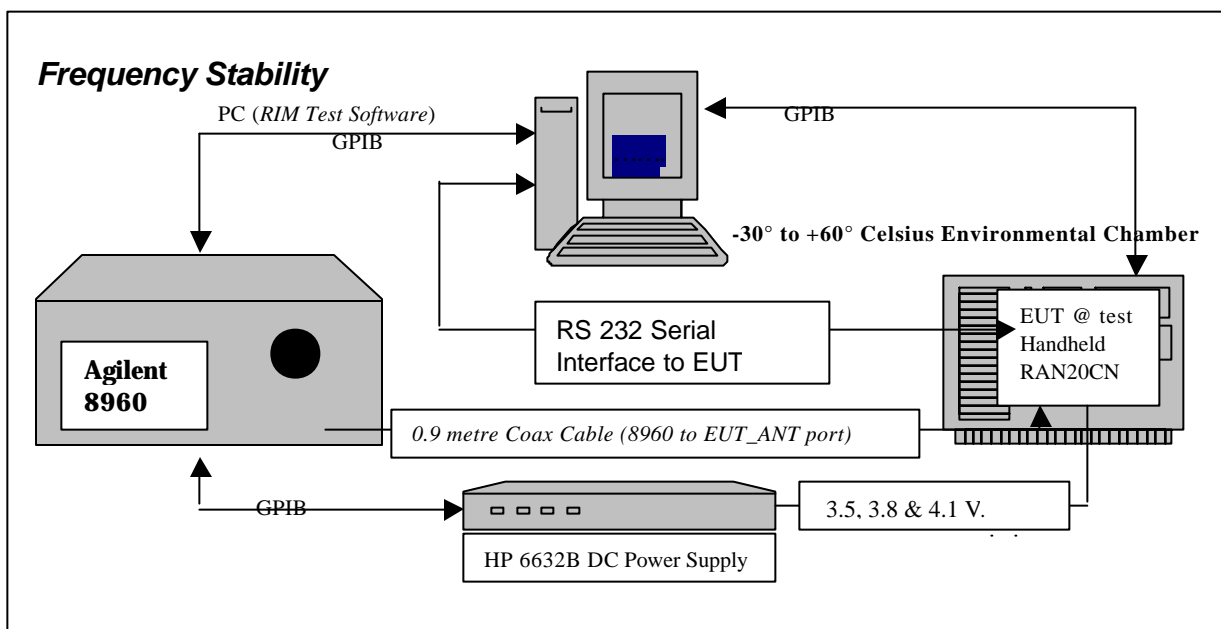 Frequency Stability
PC (RIM Test Software)
GPIB
GPIB
-30° to +60° Celsius Environmental Chamber
RS 232 Serial
Interface to EUT
EUT @ test
Handheld
RAN20CN
Agilent
8960
0.9 metre Coax Cable (8960 to EUT_ANT port)
GPIB
3.5, 3.8 & 4.1 V.
HP 6632B DC Power Supply